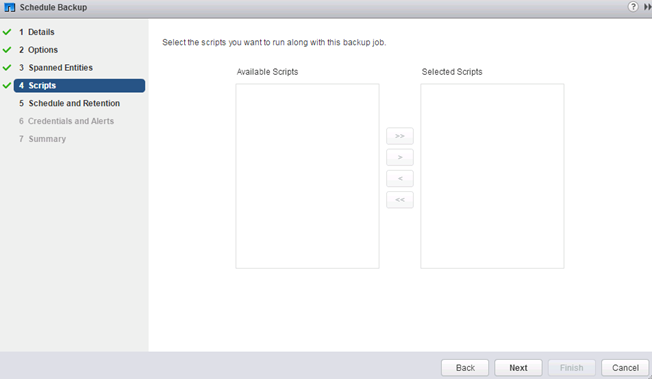 Schedule Backup
?
1 Details
2 Options
3 Spanned Entities
4 Scripts
5 Schedule and Retention
6 Credentials and Alerts
7 Summary
Select the scripts you want to run along with this backup job.
Available Scripts
Selected Scripts
>>
>
<
<<
Back
Next
Finish
Cancel